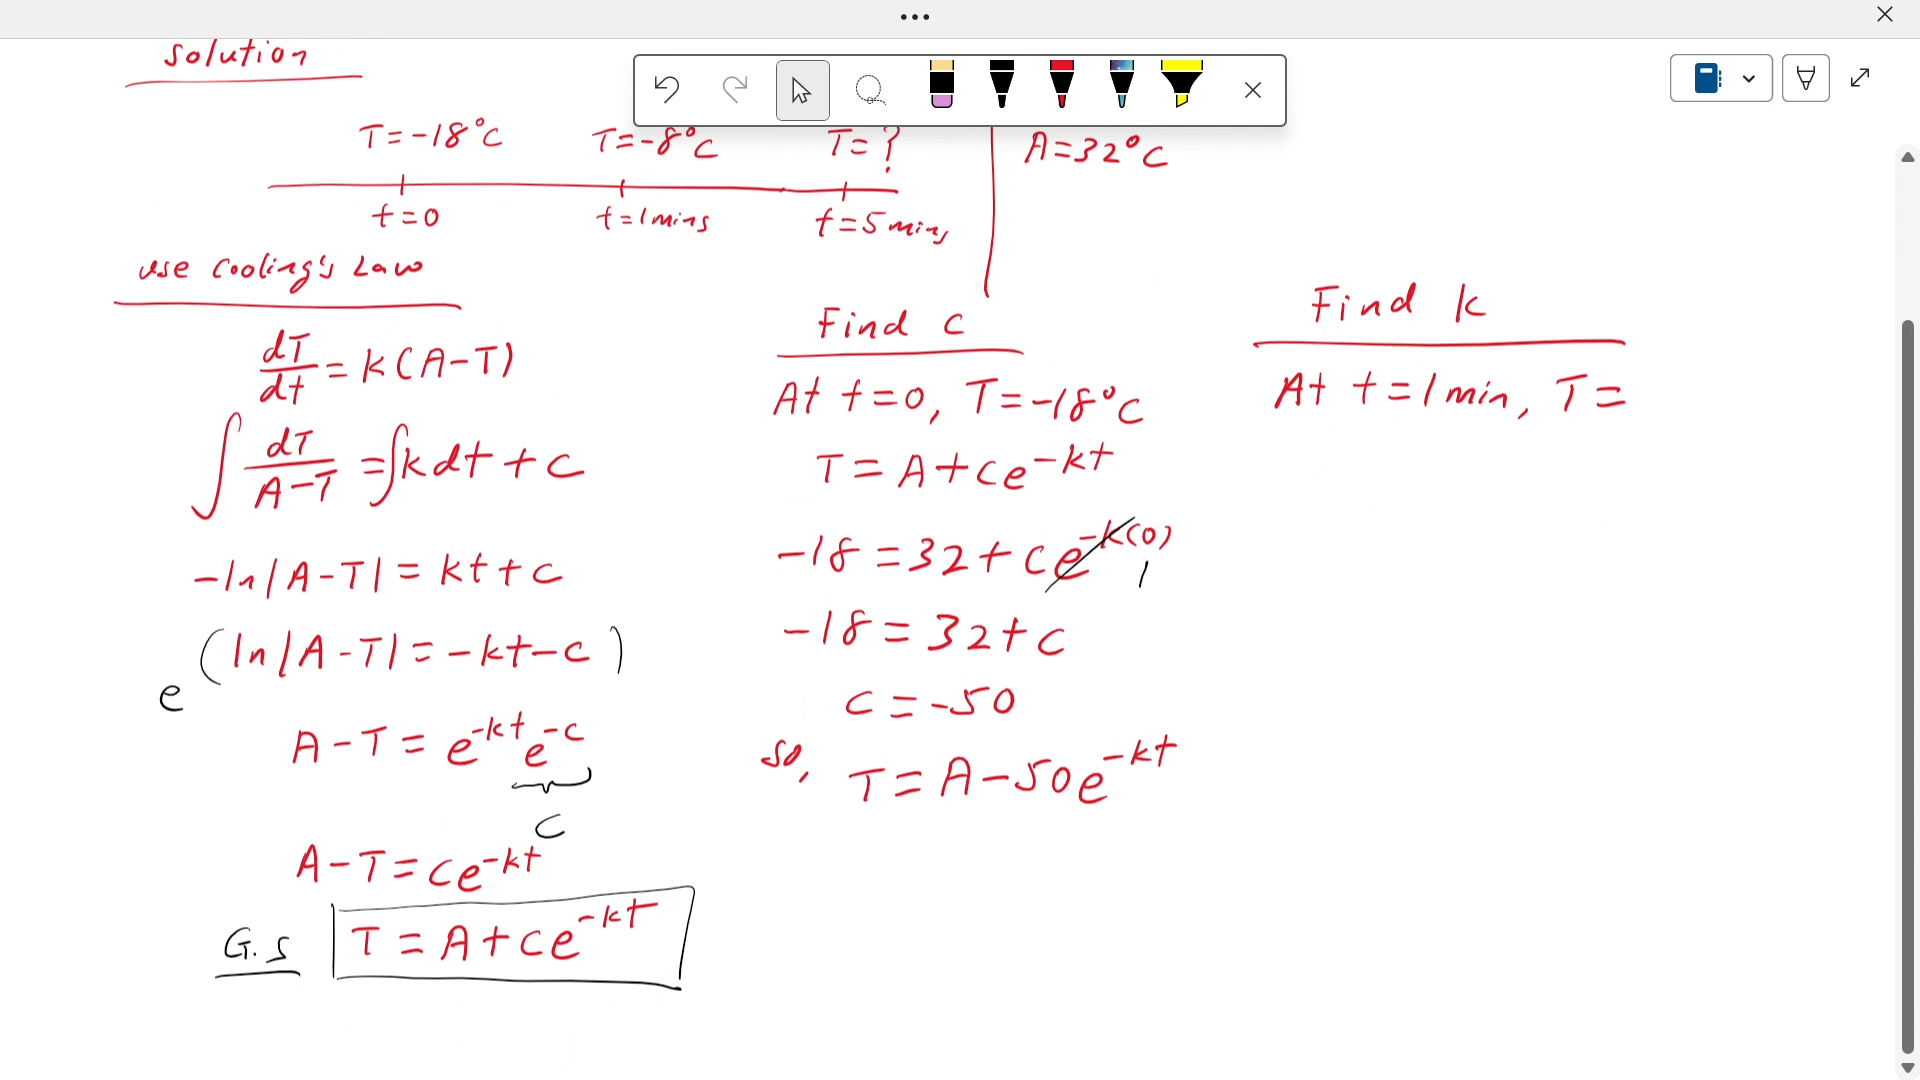 Solution
T=-18°C T=-8°C T=? A=32°C
t=0 t=1mins t=5mins
use Cooling's Law
dT/dt = k(A-T)
∫ dT/A-T = ∫kdt + c
-ln|A-T| = kt+c
e (ln|A-T| = -kt-c)
A-T = e^-kt e^-c
c
A-T = ce^-kt
G.S T = A+ce^-kt
Find c
At t=0, T=-18°C
T = A+ce^-kt
-18 = 32+ce^-k(0) 1
-18 = 32+c
c = -50
so, T = A-50e^-kt
Find k
At t=1min, T=